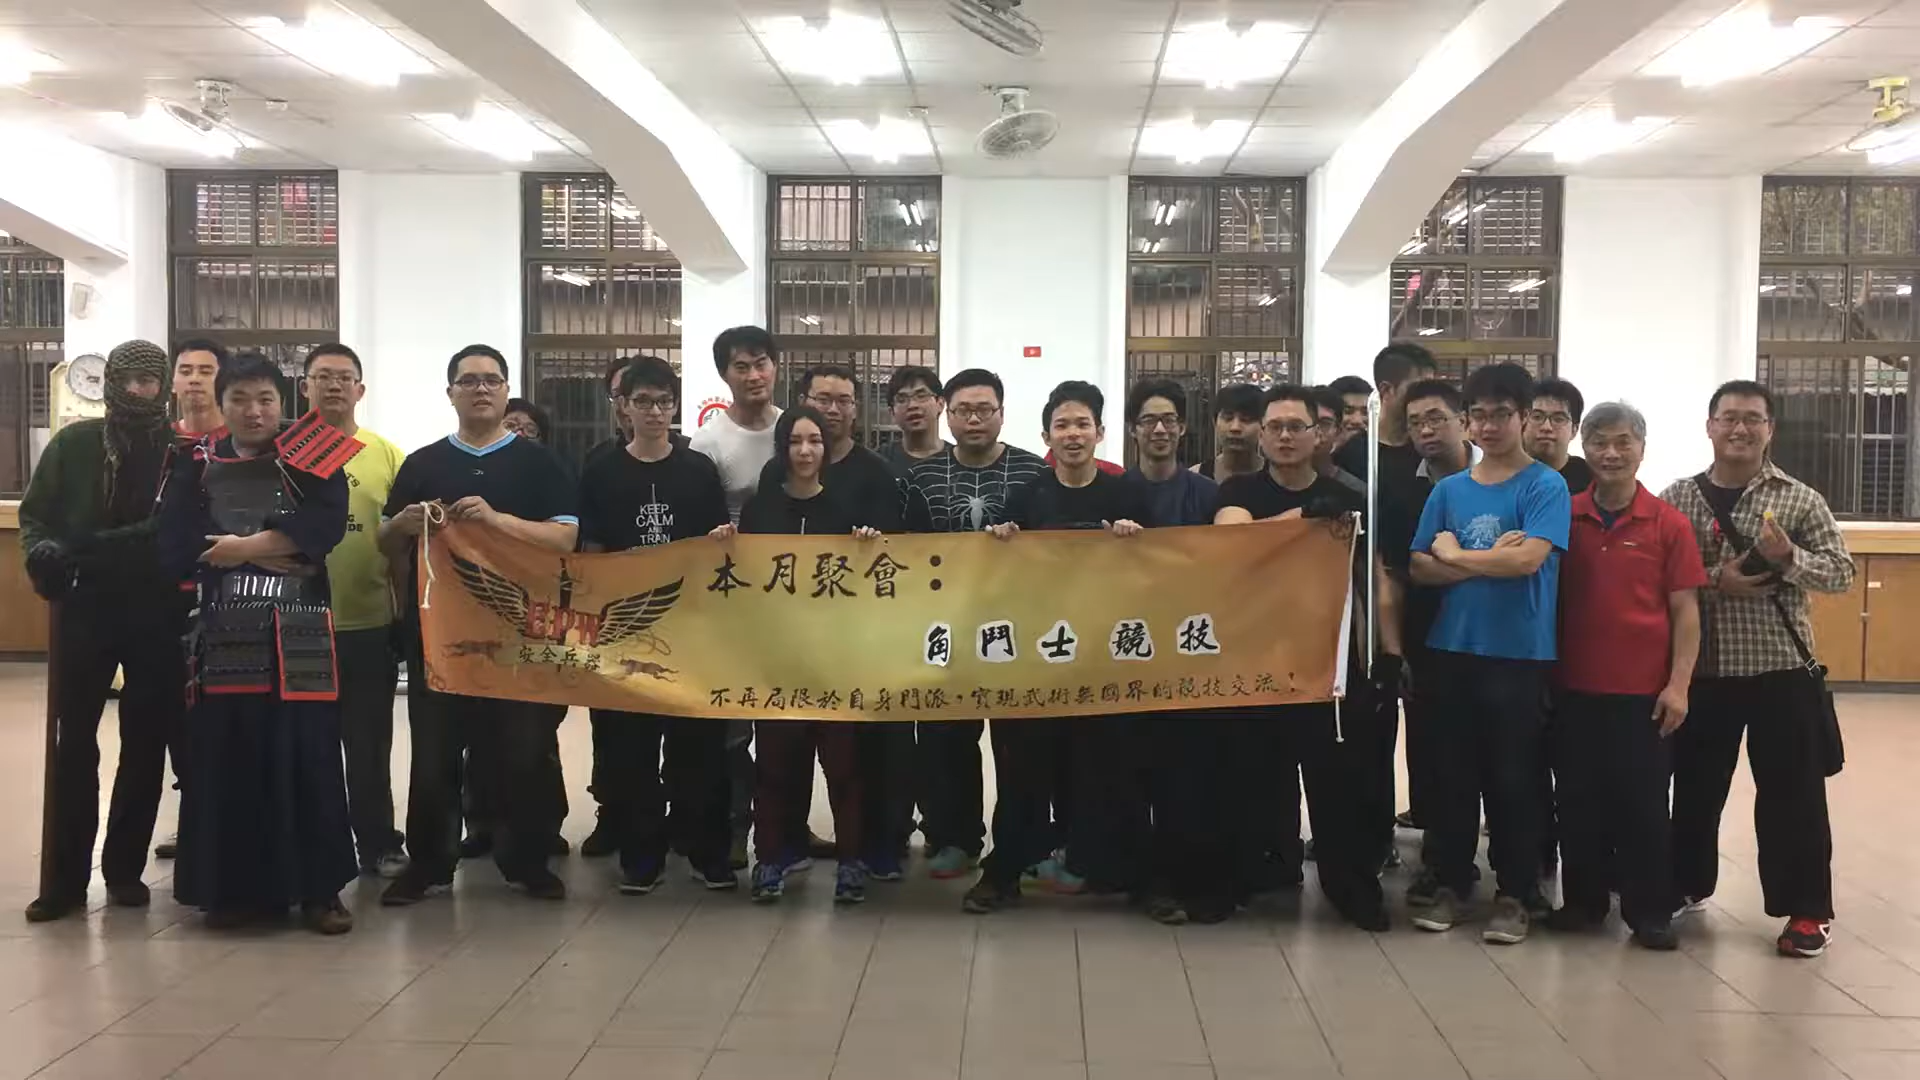 本月聚會：
角鬥士競技
不再局限於自身門派，實現武術無國界的競技交流！
EPW
安全兵器
KEEP
CALM
AND
TRAIN